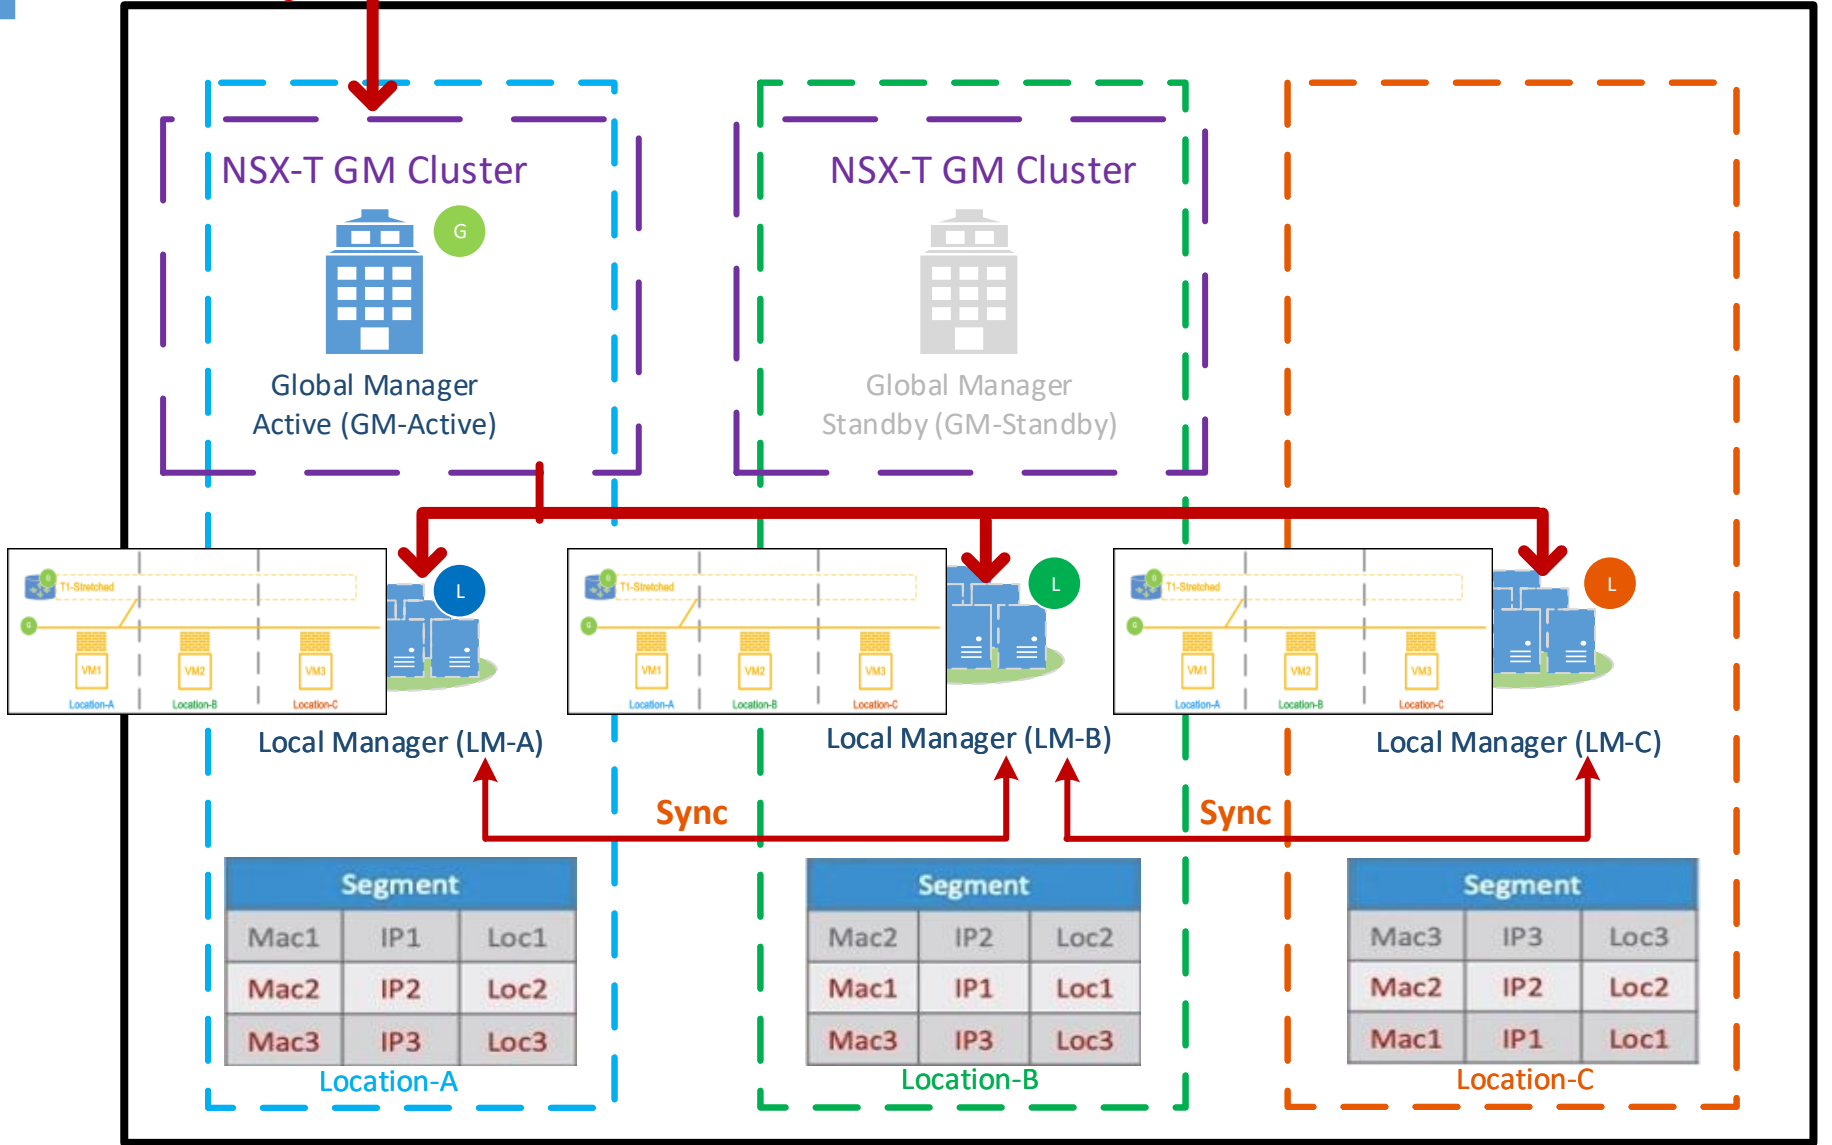 NSX-T GM Cluster
G
Global Manager
Active (GM-Active)
NSX-T GM Cluster
Global Manager
Standby (GM-Standby)
G
T1-Stretched
G
VM1
VM2
VM3
Location-A
Location-B
Location-C
L
Local Manager (LM-A)
G
T1-Stretched
G
VM1
VM2
VM3
Location-A
Location-B
Location-C
L
Local Manager (LM-B)
G
T1-Stretched
G
VM1
VM2
VM3
Location-A
Location-B
Location-C
L
Local Manager (LM-C)
Sync
Sync
Segment
Mac1 IP1 Loc1
Mac2 IP2 Loc2
Mac3 IP3 Loc3
Location-A
Segment
Mac2 IP2 Loc2
Mac1 IP1 Loc1
Mac3 IP3 Loc3
Location-B
Segment
Mac3 IP3 Loc3
Mac2 IP2 Loc2
Mac1 IP1 Loc1
Location-C